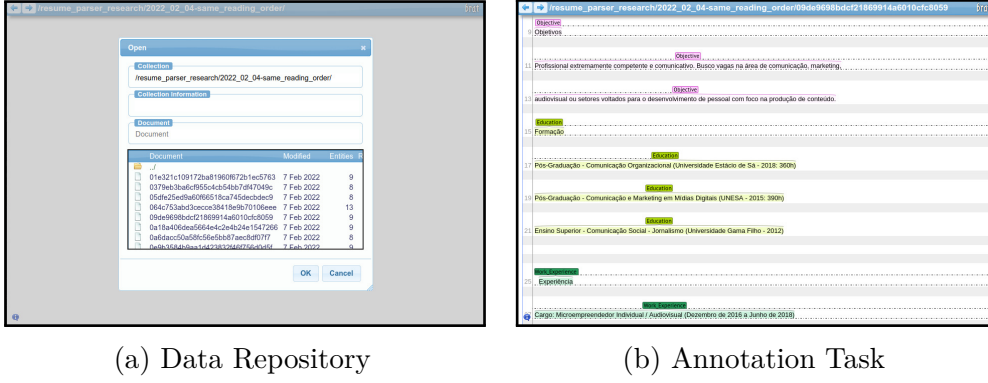 /resume_parser_research/2022_02_04-same_reading_order/
brat
Open
Collection
/resume_parser_research/2022_02_04-same_reading_order/
Collection Information
Document
Document
Document Modified Entities R
../
01e321c109172ba81960f672b1ec5763 7 Feb 2022 9
0379eb3ba6cf955c4cb54bb7df47049c 7 Feb 2022 8
05dfe25ed9a60f66518ca745decbdec9 7 Feb 2022 8
064c753abd3cecce38418e9b70106eee 7 Feb 2022 13
09de9698bdcf21869914a6010cfc8059 7 Feb 2022 9
0a18a406dea5664e4c2e4b24e1547266 7 Feb 2022 9
0a6dacc50a58fc56e5bb87aec8df07f7 7 Feb 2022 8
7 Feb 2022 9
OK Cancel
(a) Data Repository
/resume_parser_research/2022_02_04-same_reading_order/09de9698bdcf21869914a6010cfc8059
Objective
9 Objetivos
Objective
11 Profissional extremamente competente e comunicativo. Busco vagas na área de comunicação, marketing,
Objective
13 audiovisual ou setores voltados para o desenvolvimento de pessoal com foco na produção de conteúdo.
Education
15 Formação
Education
17 Pós-Graduação - Comunicação Organizacional (Universidade Estácio de Sá - 2018: 360h)
Education
19 Pós-Graduação - Comunicação e Marketing em Mídias Digitais (UNESA - 2015: 390h)
Education
21 Ensino Superior - Comunicação Social - Jornalismo (Universidade Gama Filho - 2012)
Work_Experience
25 Experiência
Work_Experience
Cargo: Microempreendedor Individual / Audiovisual (Dezembro de 2016 a Junho de 2018)
(b) Annotation Task